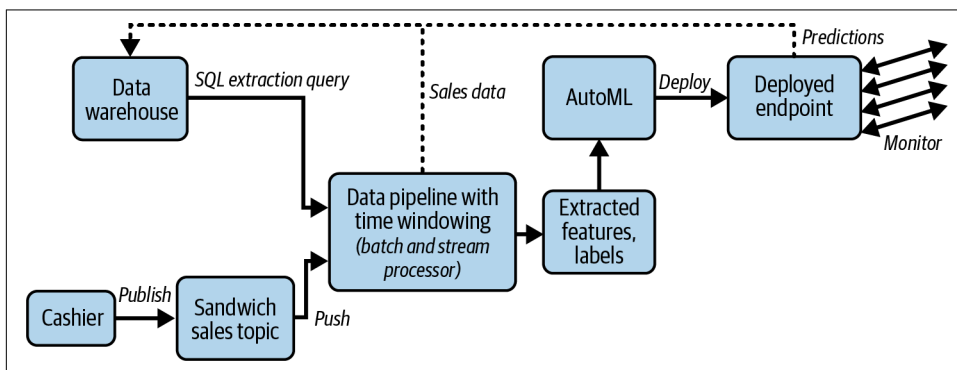 Predictions
Data
warehouse
SQL extraction query
Sales data
AutoML
Deploy
Deployed
endpoint
Monitor
Data pipeline with
time windowing
(batch and stream
processor)
Extracted
features,
labels
Cashier
Publish
Sandwich
sales topic
Push